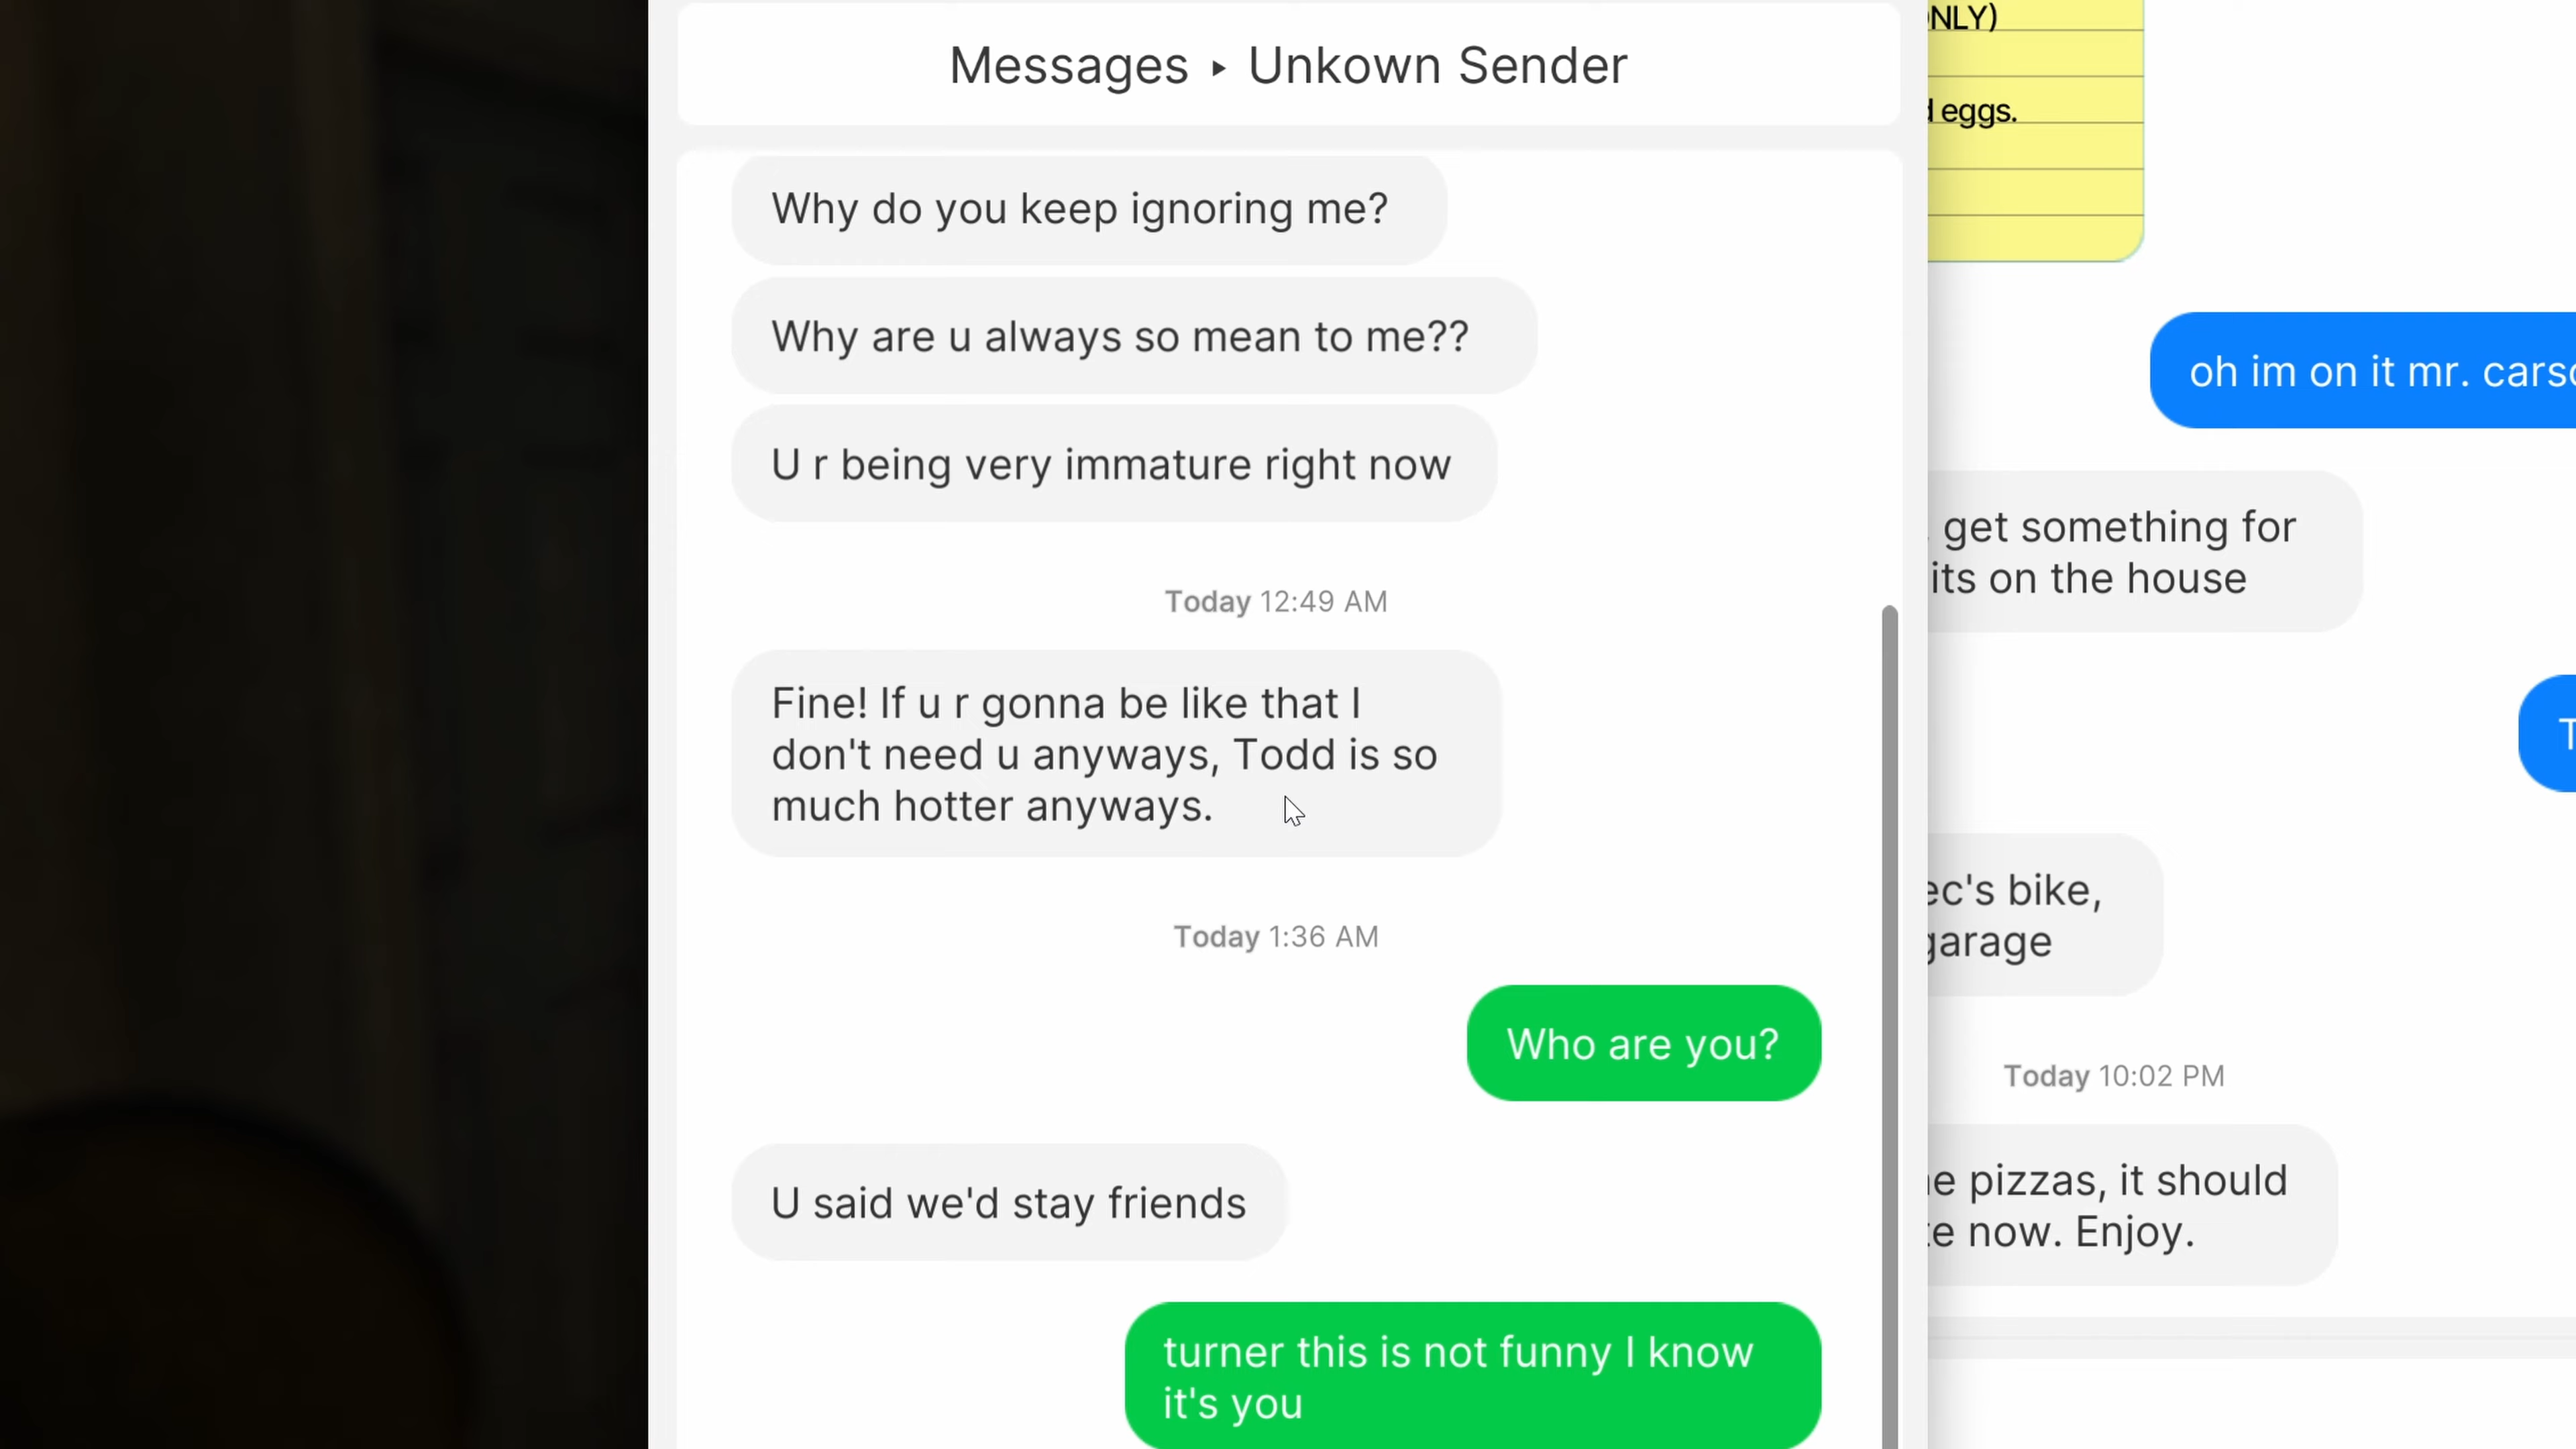 Messages ▸ Unkown Sender
Why do you keep ignoring me?
Why are u always so mean to me??
U r being very immature right now
Today 12:49 AM
Fine! If u r gonna be like that I
don't need u anyways, Todd is so
much hotter anyways.
Today 1:36 AM
Who are you?
U said we'd stay friends
turner this is not funny I know
it's you
eggs.
oh im on it mr.
get something for
its on the house
bike,
garage
Today 10:02 PM
pizzas, it should
now. Enjoy.